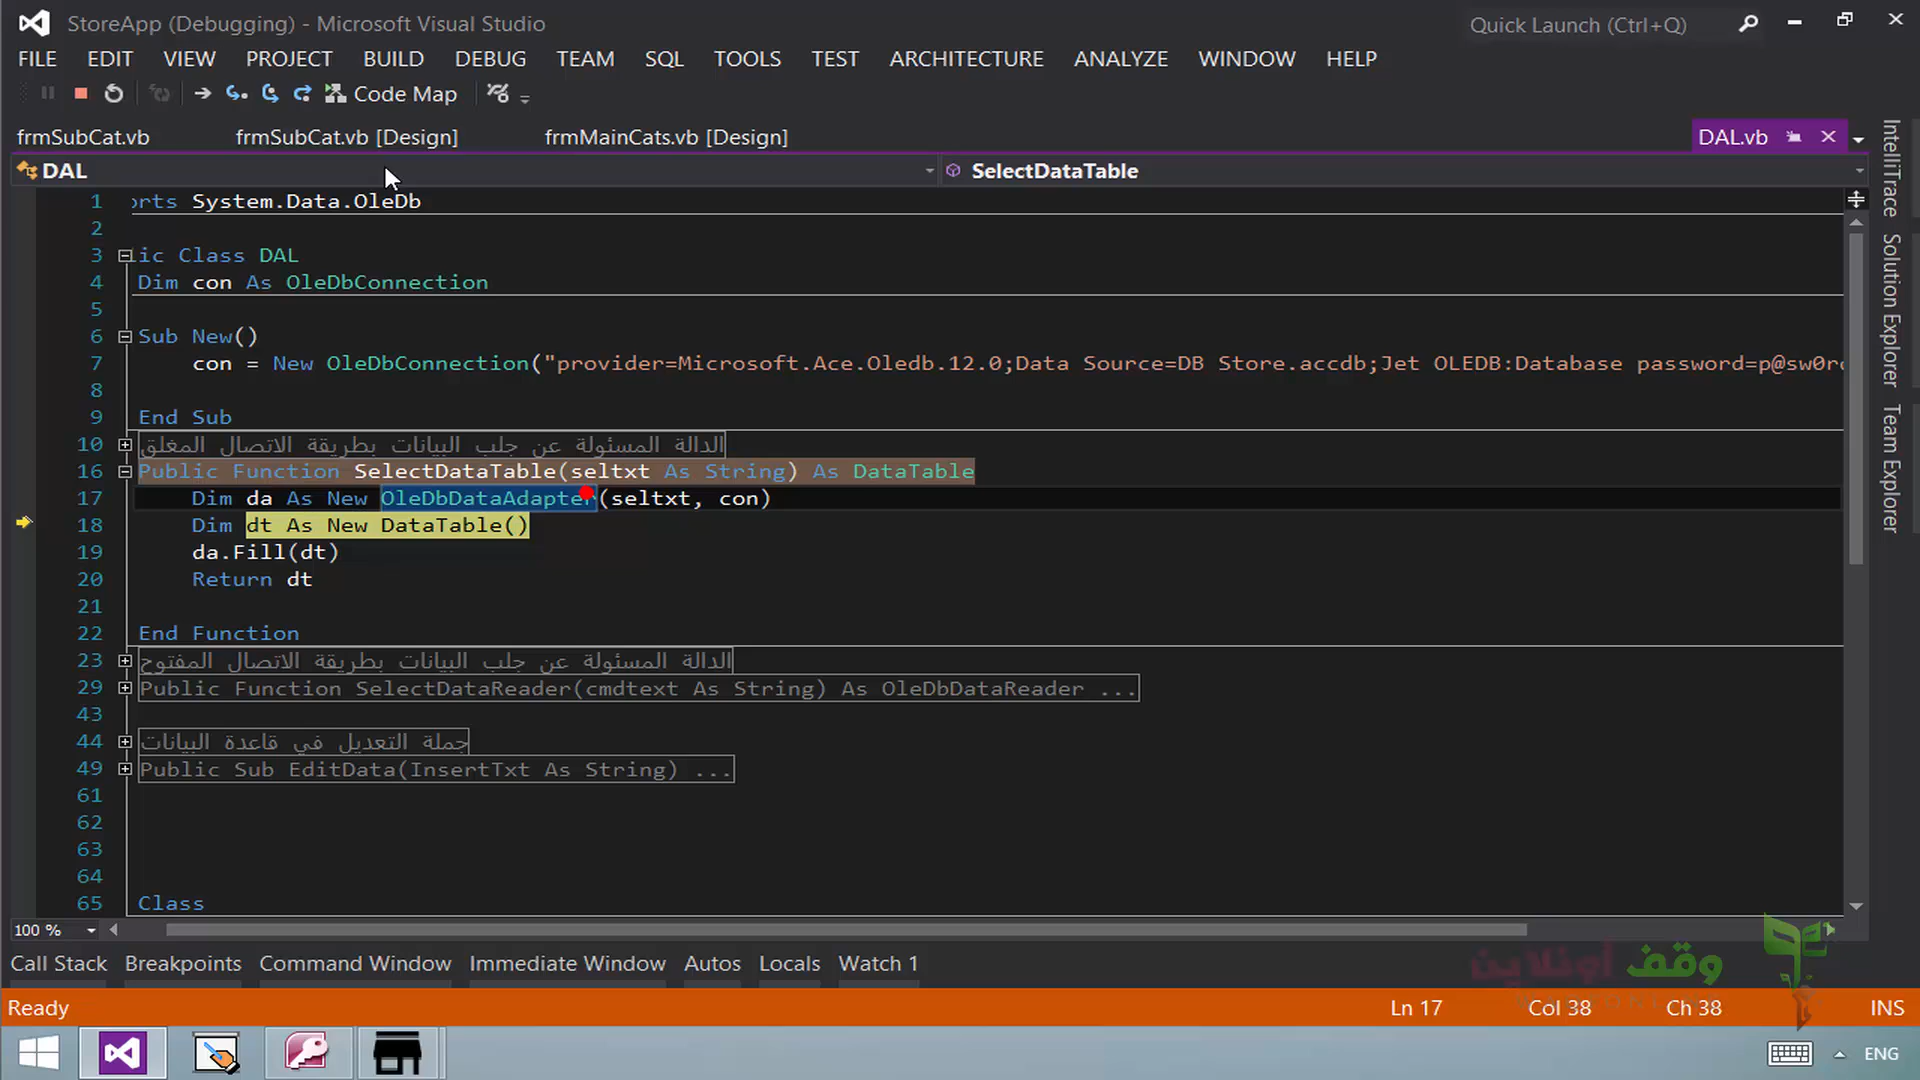 StoreApp (Debugging) - Microsoft Visual Studio
Quick Launch (Ctrl+Q)
FILE EDIT VIEW PROJECT BUILD DEBUG TEAM SQL TOOLS TEST ARCHITECTURE ANALYZE WINDOW HELP
Code Map
frmSubCat.vb frmSubCat.vb [Design] frmMainCats.vb [Design] DAL.vb
DAL SelectDataTable
1 orts System.Data.OleDb
2
3 ic Class DAL
4 Dim con As OleDbConnection
5
6 Sub New()
7 con = New OleDbConnection("provider=Microsoft.Ace.Oledb.12.0;Data Source=DB Store.accdb;Jet OLEDB:Database password=p@sw0rd
8
9 End Sub
10 الدالة المسئولة عن جلب البيانات بطريقة الاتصال المغلق
16 Public Function SelectDataTable(seltxt As String) As DataTable
17 Dim da As New OleDbDataAdapter(seltxt, con)
18 Dim dt As New DataTable()
19 da.Fill(dt)
20 Return dt
21
22 End Function
23 الدالة المسئولة عن جلب البيانات بطريقة الاتصال المفتوح
29 Public Function SelectDataReader(cmdtext As String) As OleDbDataReader ...
43
44 جملة التعديل في قاعدة البيانات
49 Public Sub EditData(InsertTxt As String) ...
61
62
63
64
65 Class
100 %
Call Stack Breakpoints Command Window Immediate Window Autos Locals Watch 1
Ready Ln 17 Col 38 Ch 38 INS
ENG
IntelliTrace
Solution Explorer
Team Explorer
وقف أونلاين